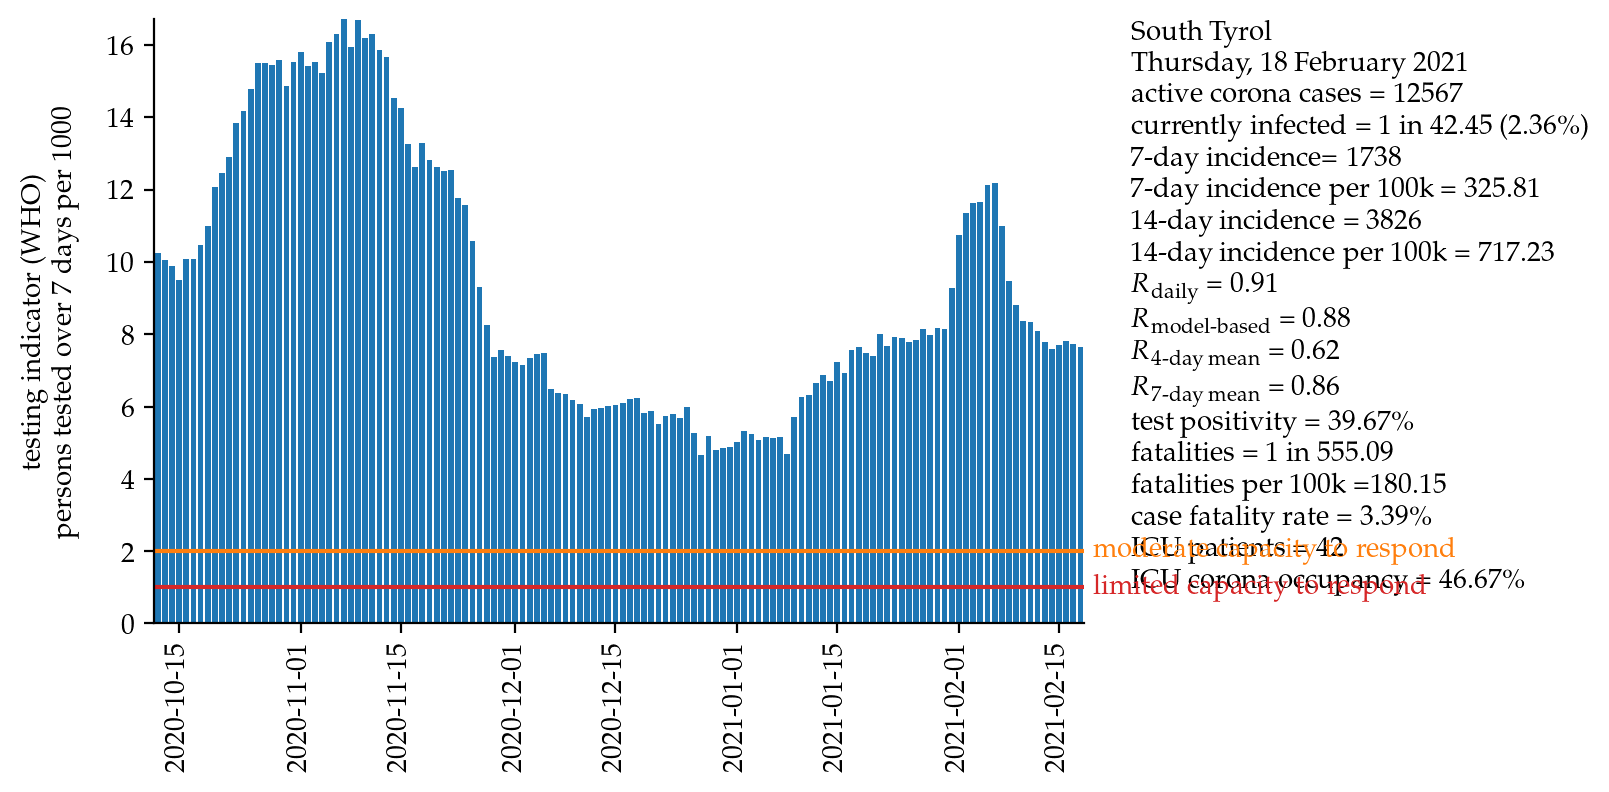 testing indicator (WHO)
persons tested over 7 days per 1000
16
14
12
10
8
6
4
2
0
2020-10-15
2020-11-01
2020-11-15
2020-12-01
2020-12-15
2021-01-01
2021-01-15
2021-02-01
2021-02-15
South Tyrol
Thursday, 18 February 2021
active corona cases = 12567
currently infected = 1 in 42.45 (2.36%)
7-day incidence= 1738
7-day incidence per 100k = 325.81
14-day incidence = 3826
14-day incidence per 100k = 717.23
R daily = 0.91
R model-based = 0.88
R 4-day mean = 0.62
R 7-day mean = 0.86
test positivity = 39.67%
fatalities = 1 in 555.09
fatalities per 100k =180.15
case fatality rate = 3.39%
ICU patients = 42
moderate capacity to respond
ICU corona occupancy = 46.67%
limited capacity to respond